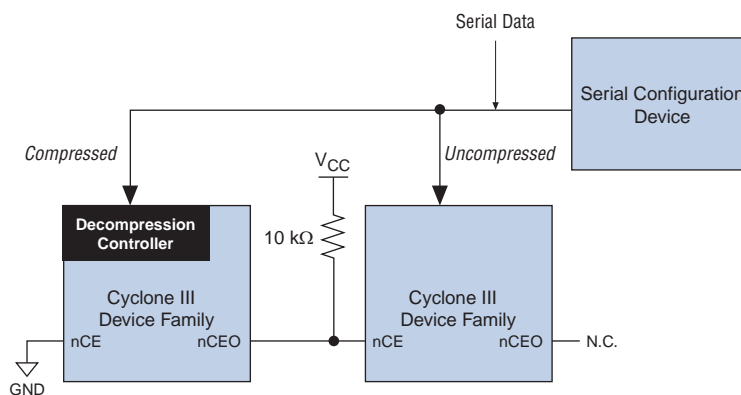 Serial Data
Serial Configuration
Device
Compressed
Uncompressed
VCC
Decompression
Controller
10 kΩ
Cyclone III
Device Family
Cyclone III
Device Family
nCE
nCEO
nCE
nCEO
N.C.
GND